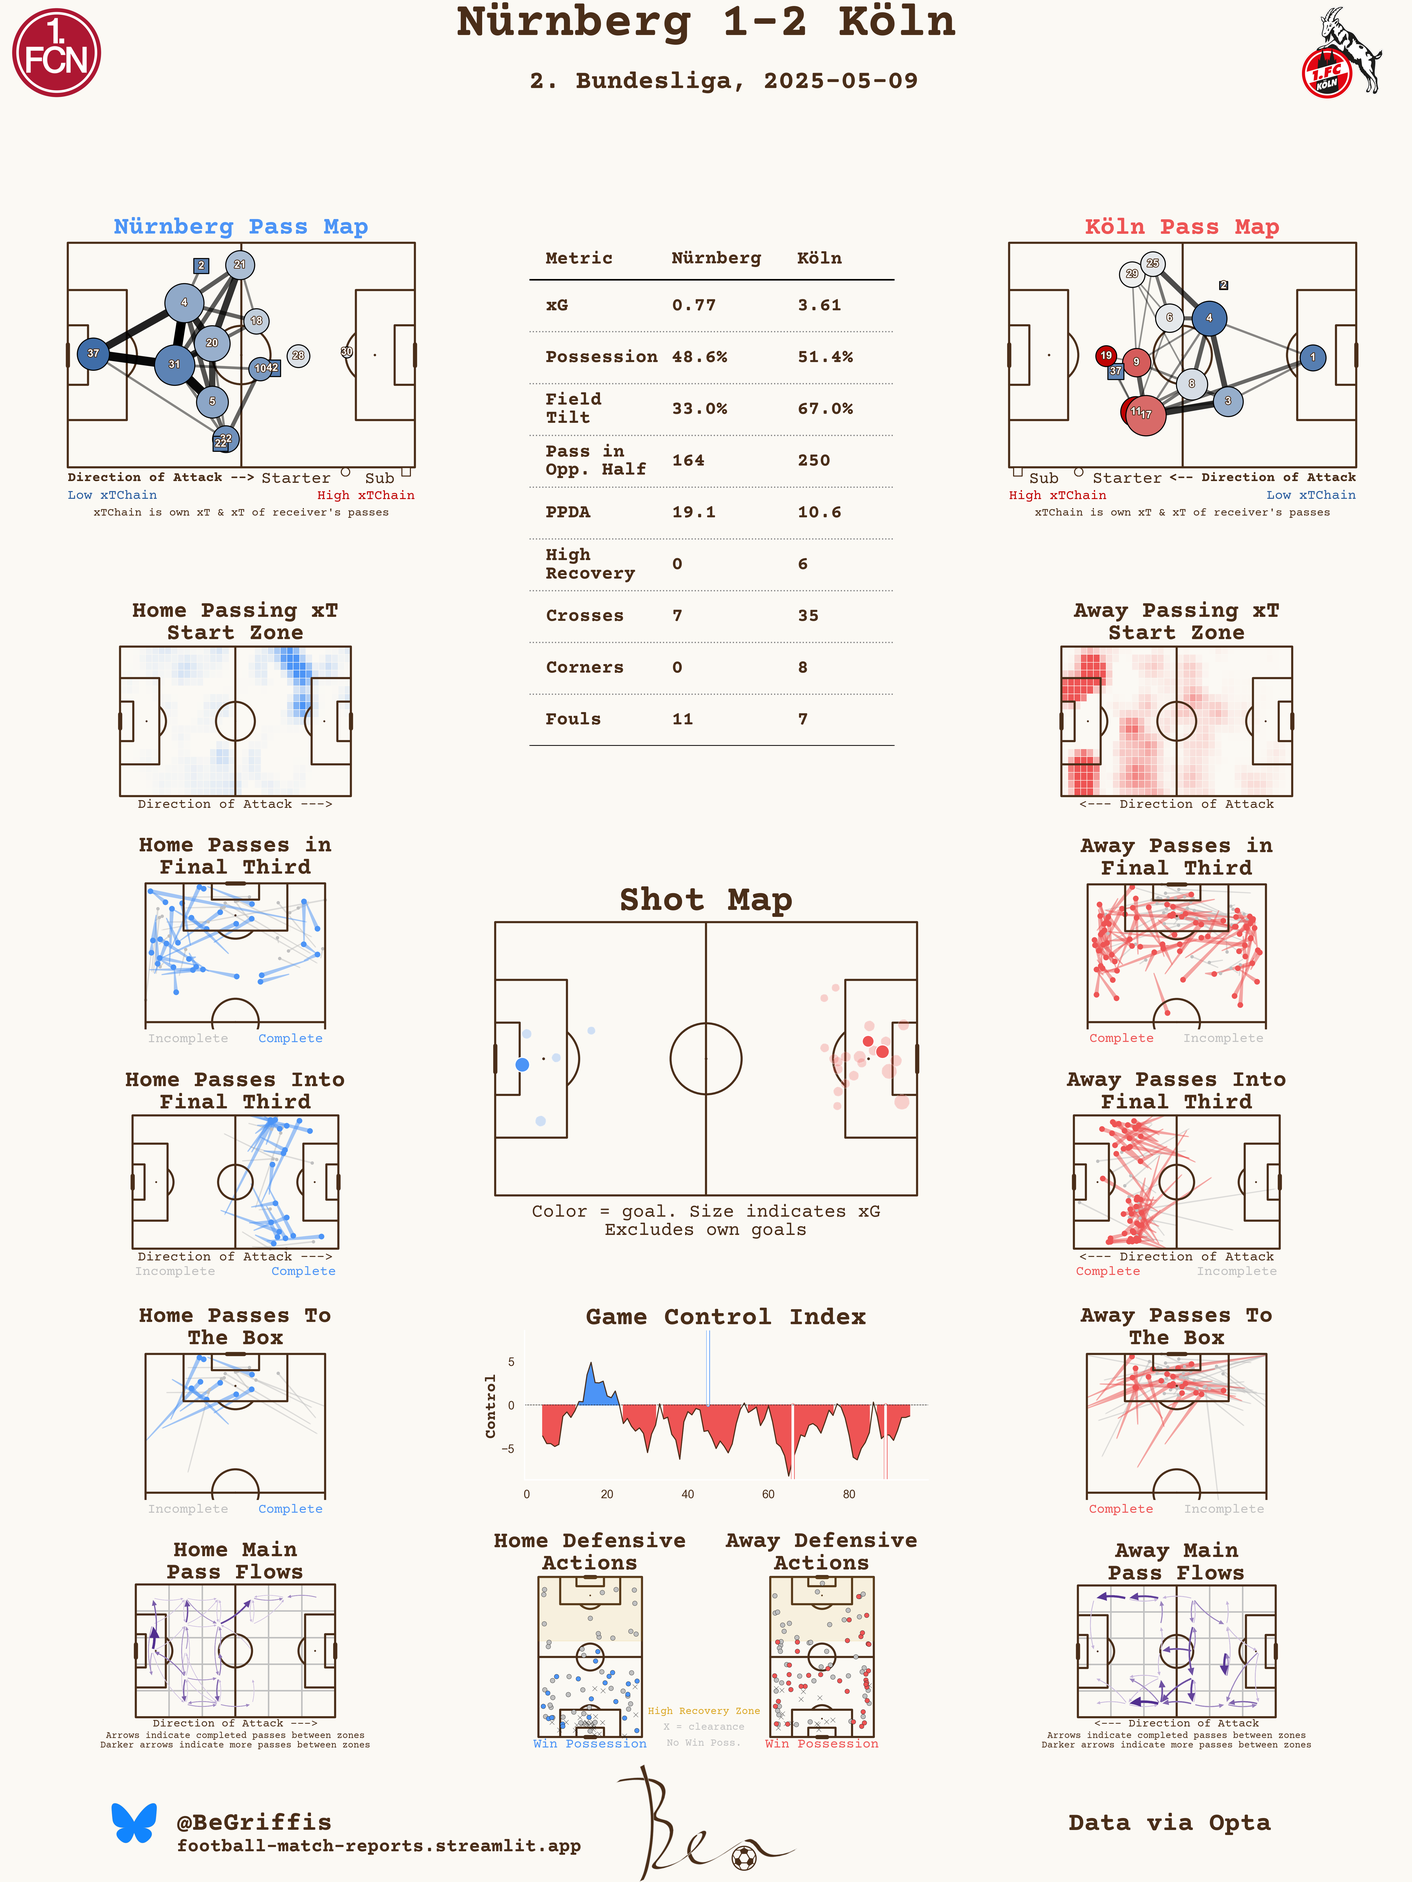 Nürnberg 1-2 Köln
2. Bundesliga, 2025-05-09
1.
FCN
1.FC
KÖLN
Nürnberg Pass Map
2
21
4
18
20
37
31
10
42
28
30
5
32
22
Direction of Attack --> Starter Sub
Low xTChain High xTChain
xTChain is own xT & xT of receiver's passes
Metric Nürnberg Köln
xG 0.77 3.61
Possession 48.6% 51.4%
Field
Tilt 33.0% 67.0%
Pass in
Opp. Half 164 250
PPDA 19.1 10.6
High
Recovery 0 6
Crosses 7 35
Corners 0 8
Fouls 11 7
Köln Pass Map
29
25
2
6
4
19
9
37
1
8
3
11
17
Sub Starter <-- Direction of Attack
High xTChain Low xTChain
xTChain is own xT & xT of receiver's passes
Home Passing xT
Start Zone
Direction of Attack --->
Away Passing xT
Start Zone
<--- Direction of Attack
Home Passes in
Final Third
Incomplete Complete
Away Passes in
Final Third
Complete Incomplete
Shot Map
Color = goal. Size indicates xG
Excludes own goals
Home Passes Into
Final Third
Direction of Attack --->
Incomplete Complete
Away Passes Into
Final Third
<--- Direction of Attack
Complete Incomplete
Home Passes To
The Box
Incomplete Complete
Game Control Index
Control
5
0
−5
0 20 40 60 80
Away Passes To
The Box
Complete Incomplete
Home Main
Pass Flows
Direction of Attack --->
Arrows indicate completed passes between zones
Darker arrows indicate more passes between zones
Home Defensive
Actions
Win Possession
High Recovery Zone
X = clearance
No Win Poss.
Away Defensive
Actions
Win Possession
Away Main
Pass Flows
<--- Direction of Attack
Arrows indicate completed passes between zones
Darker arrows indicate more passes between zones
@BeGriffis
football-match-reports.streamlit.app
Ben
Data via Opta